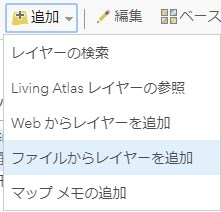 追加 編集 ベース
レイヤーの検索
Living Atlas レイヤーの参照
Web からレイヤーを追加
ファイルからレイヤーを追加
マップ メモの追加